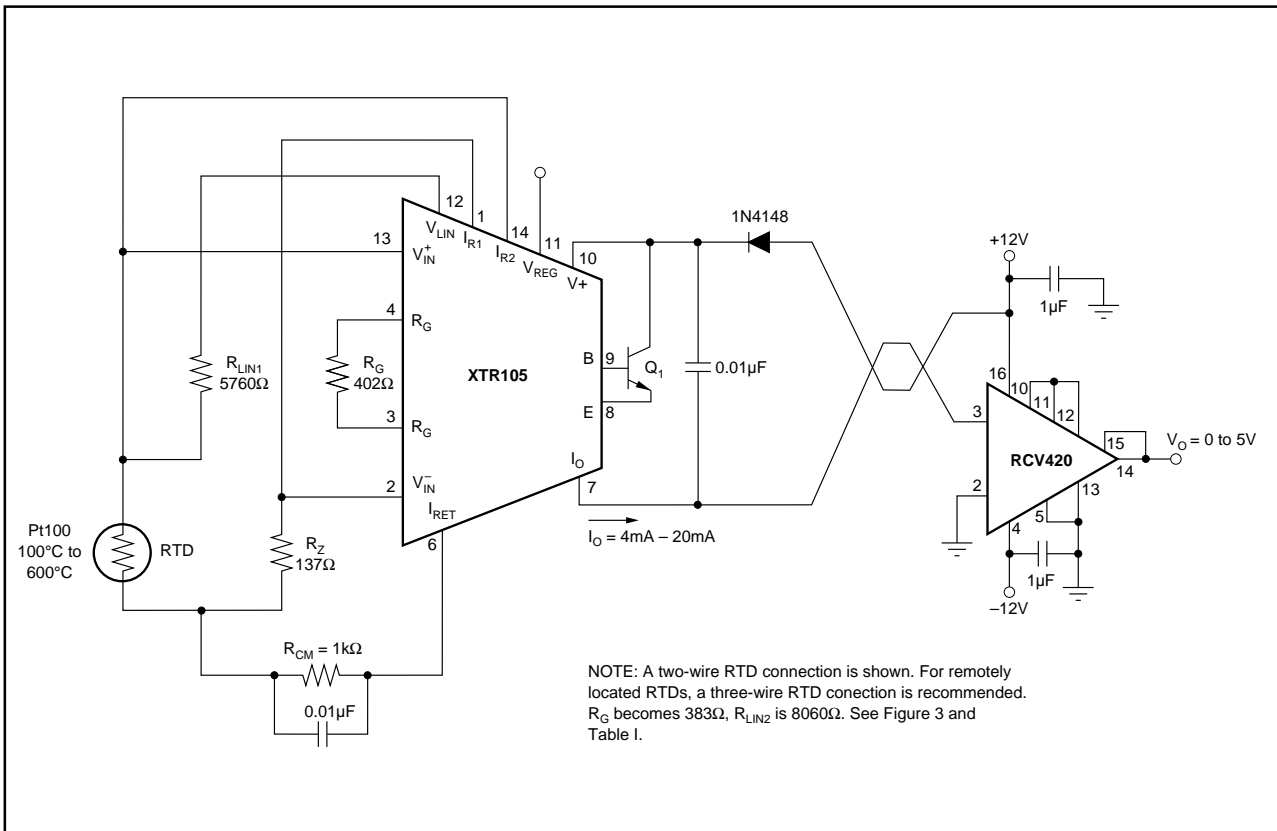 12
V_LIN
1
I_R1
14
I_R2
11
V_REG
10
V+
13
V_IN^+
4
R_G
R_G
402Ω
3
R_G
R_LIN1
5760Ω
XTR105
B
9
E
8
Q_1
0.01µF
1N4148
I_O
7
I_O = 4mA – 20mA
2
V_IN^–
I_RET
6
Pt100
100°C to
600°C
RTD
R_Z
137Ω
R_CM = 1kΩ
0.01µF
+12V
1µF
16
10
11
12
3
15
RCV420
14
V_O = 0 to 5V
2
13
5
4
1µF
–12V
NOTE: A two-wire RTD connection is shown. For remotely
located RTDs, a three-wire RTD conection is recommended.
R_G becomes 383Ω, R_LIN2 is 8060Ω. See Figure 3 and
Table I.